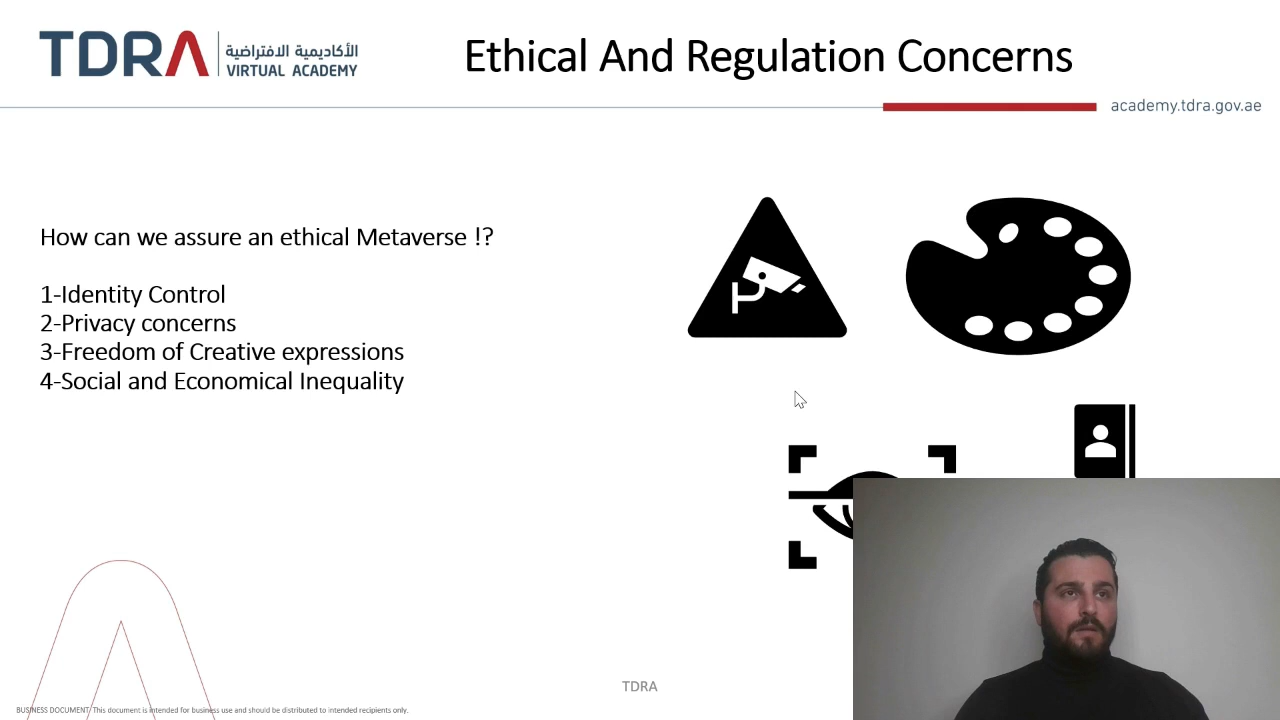 TDRA
الأكاديمية الافتراضية
VIRTUAL ACADEMY
Ethical And Regulation Concerns
academy.tdra.gov.ae
How can we assure an ethical Metaverse !?
1-Identity Control
2-Privacy concerns
3-Freedom of Creative expressions
4-Social and Economical Inequality
TDRA
BUSINESS DOCUMENT This document is intended for business use and should be distributed to intended recipients only.